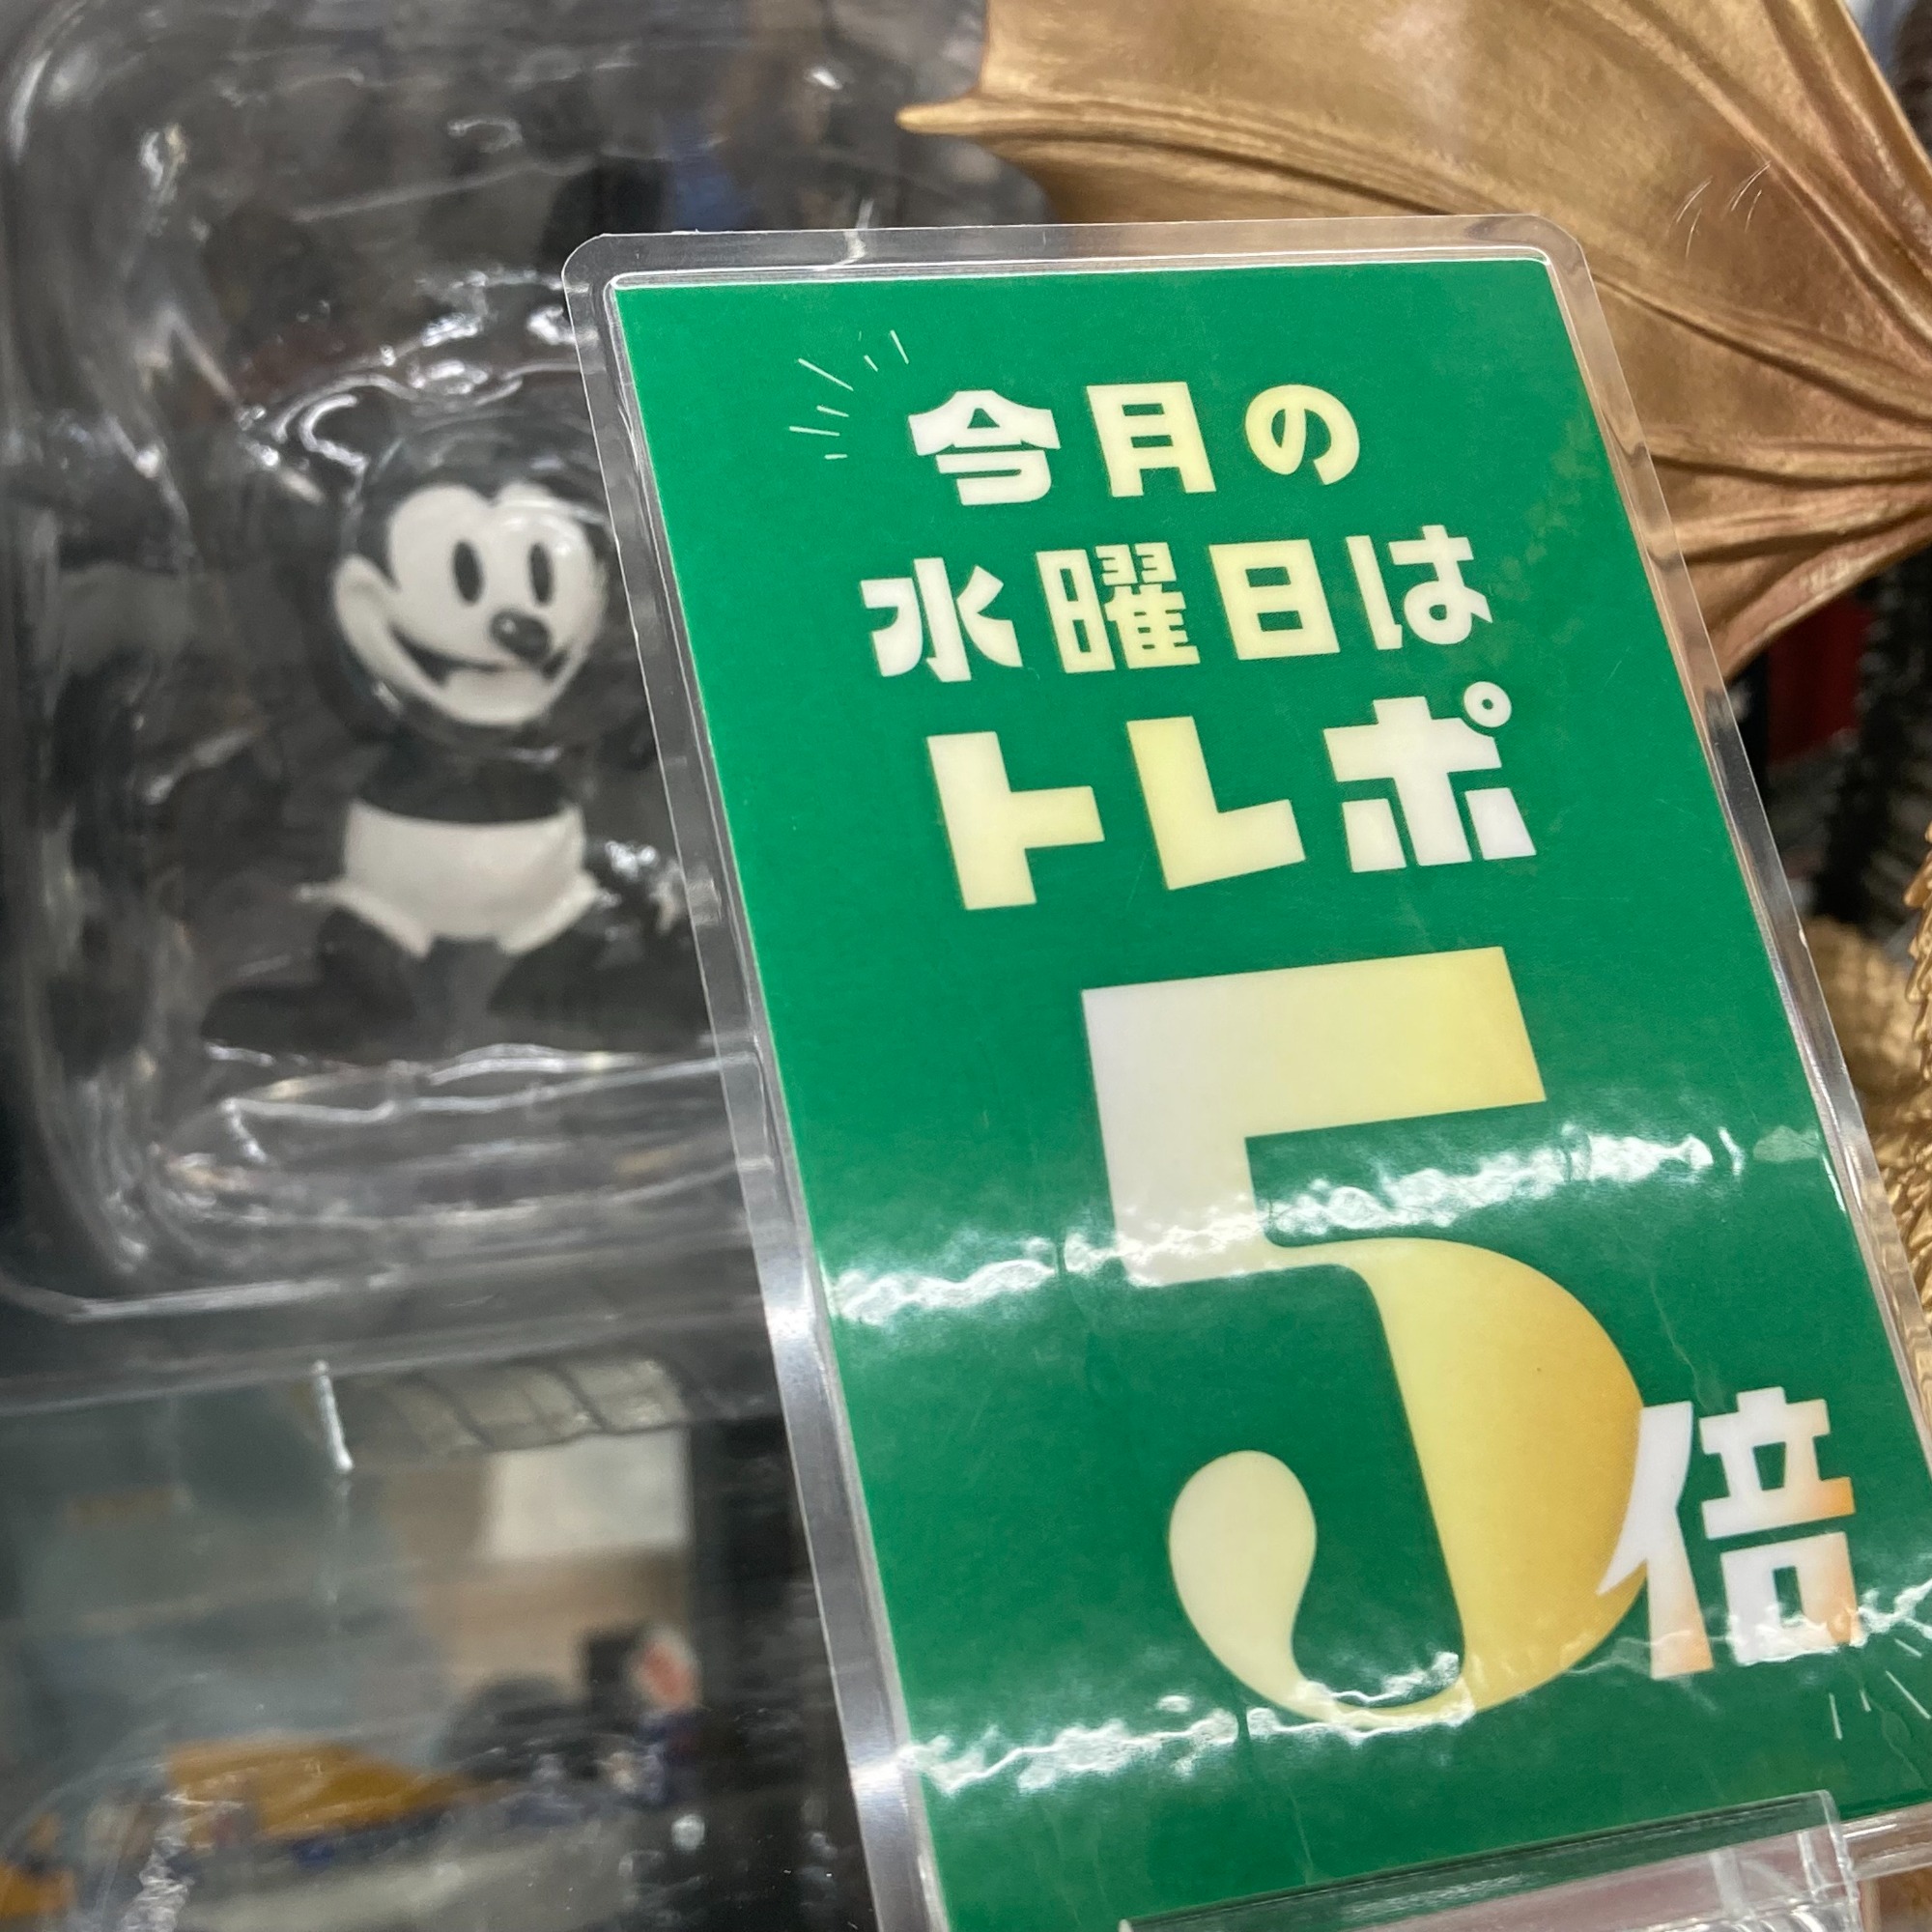 今月の
水曜日は
トレポ
5倍